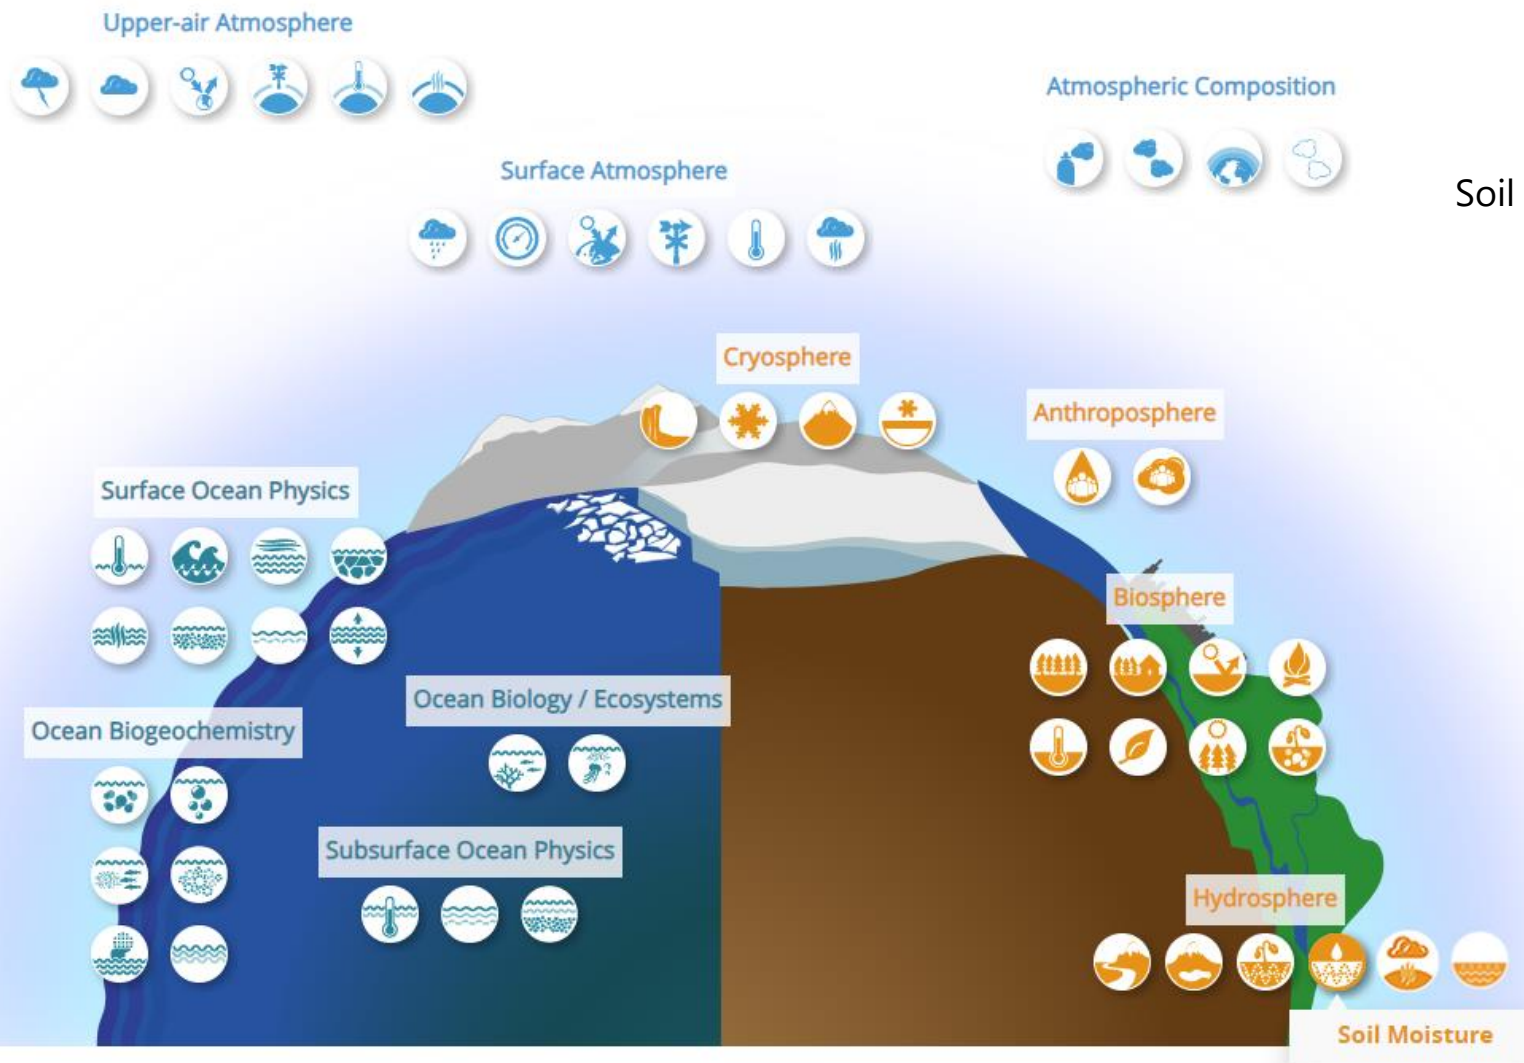 Upper-air Atmosphere
Atmospheric Composition
Surface Atmosphere
Soil
Cryosphere
Anthroposphere
Surface Ocean Physics
Biosphere
Ocean Biology / Ecosystems
Ocean Biogeochemistry
Subsurface Ocean Physics
Hydrosphere
Soil Moisture